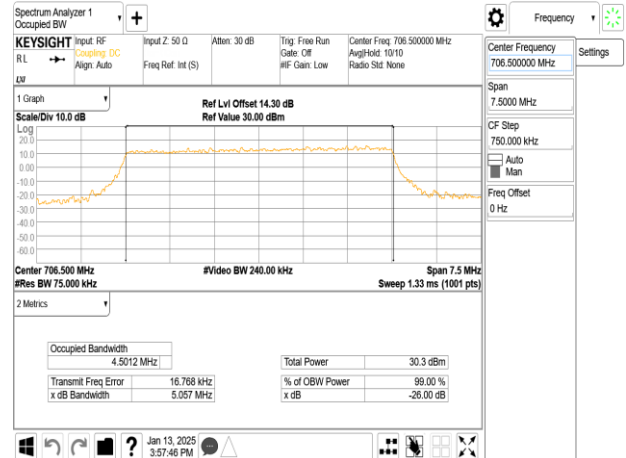 Spectrum Analyzer 1
Occupied BW
Frequency
KEYSIGHT Input: RF Input Z: 50 Ω Atten: 30 dB Trig: Free Run Center Freq: 706.500000 MHz
RL Coupling: DC Gate: Off Avg|Hold: 10/10
Align: Auto Freq Ref: Int (S) #IF Gain: Low Radio Std: None
LXI
Center Frequency
706.500000 MHz
Settings
Span
7.5000 MHz
CF Step
750.000 kHz
Auto
Man
Freq Offset
0 Hz
1 Graph
Ref Lvl Offset 14.30 dB
Scale/Div 10.0 dB Ref Value 30.00 dBm
Log
20.0
10.0
0.00
-10.0
-20.0
-30.0
-40.0
-50.0
-60.0
Center 706.500 MHz #Video BW 240.00 kHz Span 7.5 MHz
#Res BW 75.000 kHz Sweep 1.33 ms (1001 pts)
2 Metrics
Occupied Bandwidth
4.5012 MHz Total Power 30.3 dBm
Transmit Freq Error 16.768 kHz % of OBW Power 99.00 %
x dB Bandwidth 5.057 MHz x dB -26.00 dB
? Jan 13, 2025
3:57:46 PM